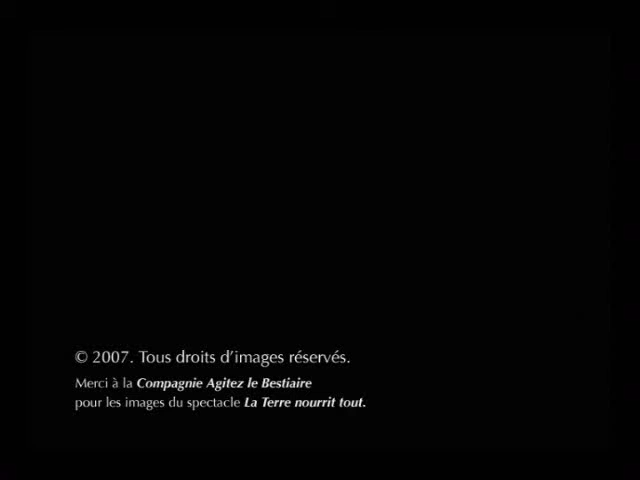 © 2007. Tous droits d'images réservés.
Merci à la Compagnie Agitez le Bestiaire
pour les images du spectacle La Terre nourrit tout.